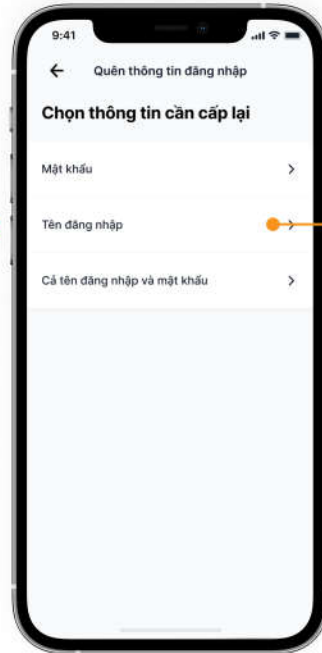 9:41
Quên thông tin đăng nhập
Chọn thông tin cần cấp lại
Mật khẩu
Tên đăng nhập
Cả tên đăng nhập và mật khẩu